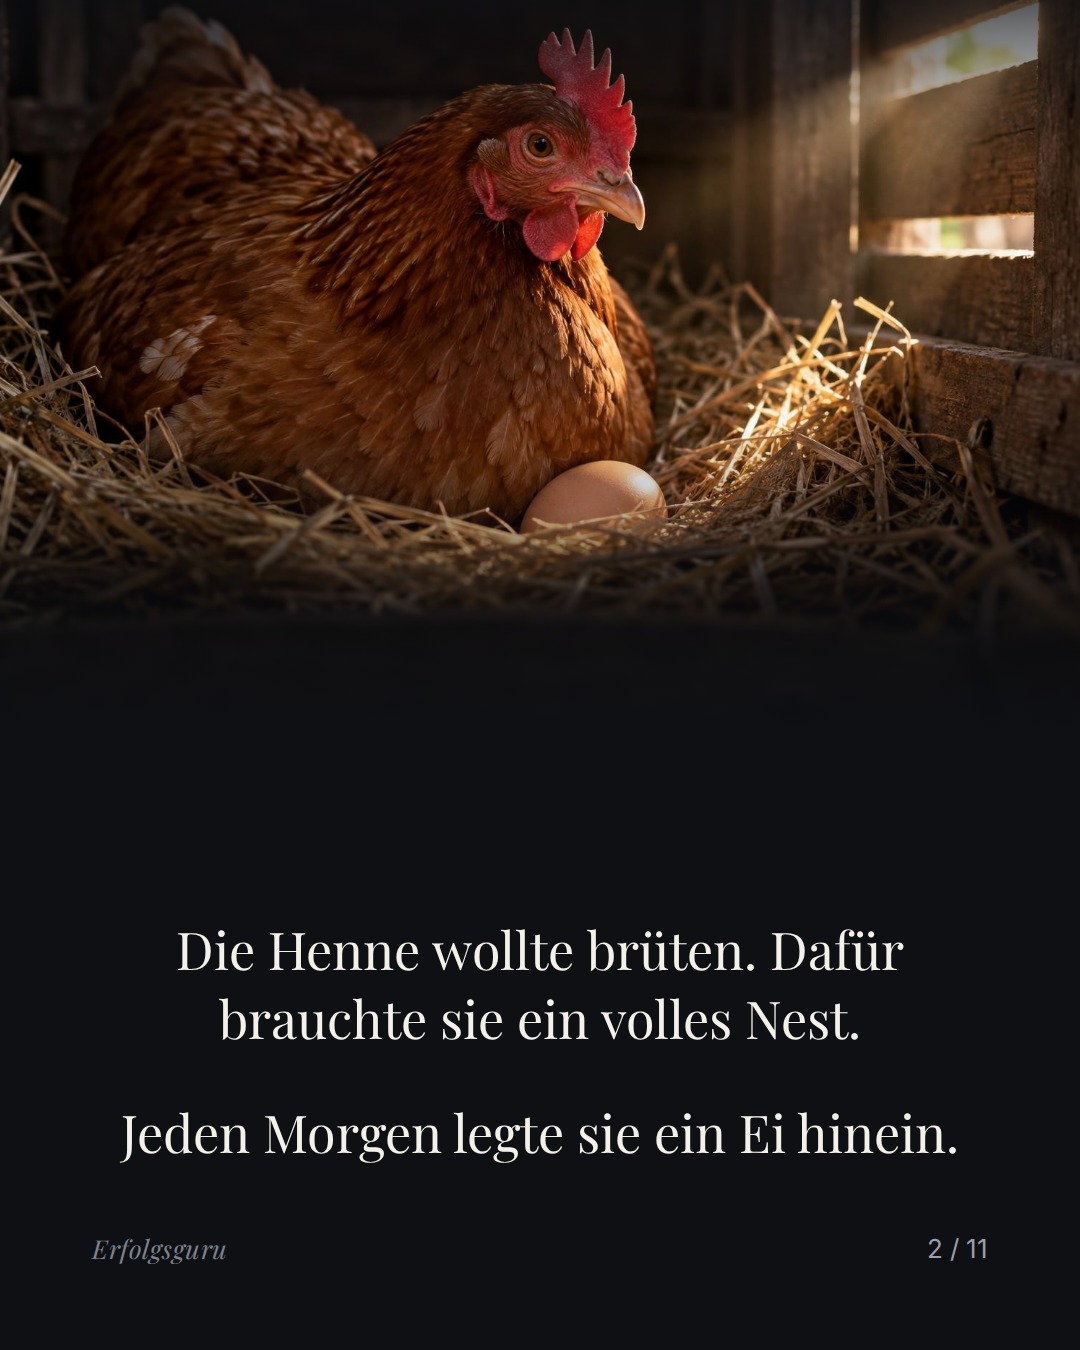 Die Henne wollte brüten. Dafür
brauchte sie ein volles Nest.
Jeden Morgen legte sie ein Ei hinein.
Erfolgsguru
2 / 11